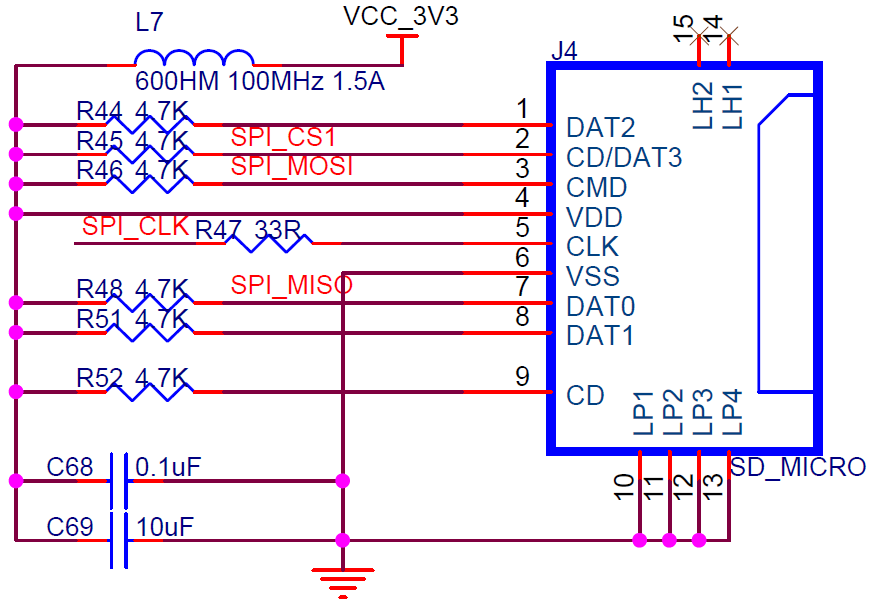 L7
VCC_3V3
600HM 100MHz 1.5A
J4
15
14
LH2
LH1
R44 4.7K
1
DAT2
R45 4.7K
SPI_CS1
2
CD/DAT3
R46 4.7K
SPI_MOSI
3
CMD
4
VDD
SPI_CLK
R47 33R
5
CLK
6
VSS
R48 4.7K
SPI_MISO
7
DAT0
R51 4.7K
8
DAT1
R52 4.7K
9
CD
LP1
LP2
LP3
LP4
C68
0.1uF
SD_MICRO
10
11
12
13
C69
10uF